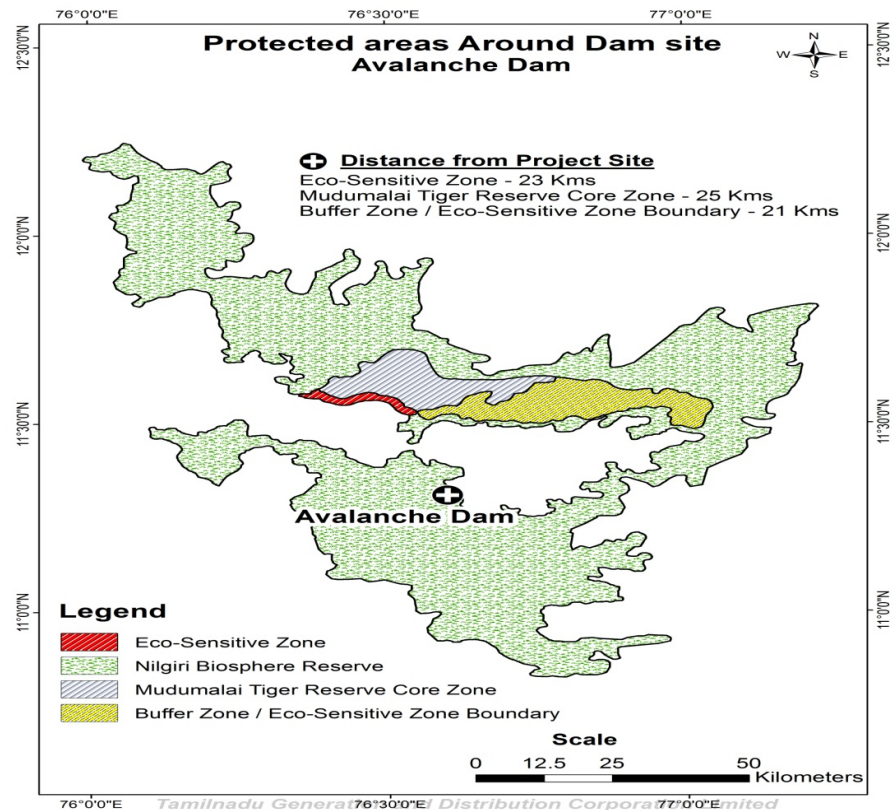 76°0'0"E 76°30'0"E 77°0'0"E
Protected areas Around Dam site
Avalanche Dam
N
W E
S
12°30'0"N 12°30'0"N
Distance from Project Site
Eco-Sensitive Zone - 23 Kms
Mudumalai Tiger Reserve Core Zone - 25 Kms
Buffer Zone / Eco-Sensitive Zone Boundary - 21 Kms
12°0'0"N 12°0'0"N
11°30'0"N 11°30'0"N
Avalanche Dam
11°0'0"N 11°0'0"N
Legend
Eco-Sensitive Zone
Nilgiri Biosphere Reserve
Mudumalai Tiger Reserve Core Zone
Buffer Zone / Eco-Sensitive Zone Boundary
Scale
0 12.5 25 50
Kilometers
76°0'0"E 76°30'0"E 77°0'0"E
Tamilnadu Distribution